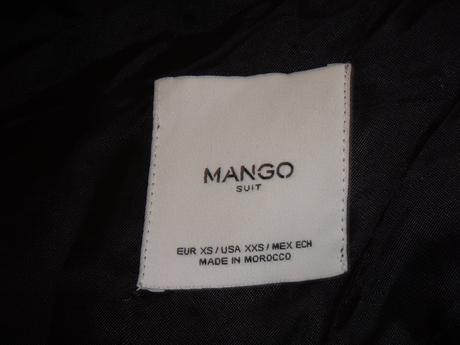 MANGO
SUIT
EUR XS / USA XXS / MEX ECH
MADE IN MOROCCO